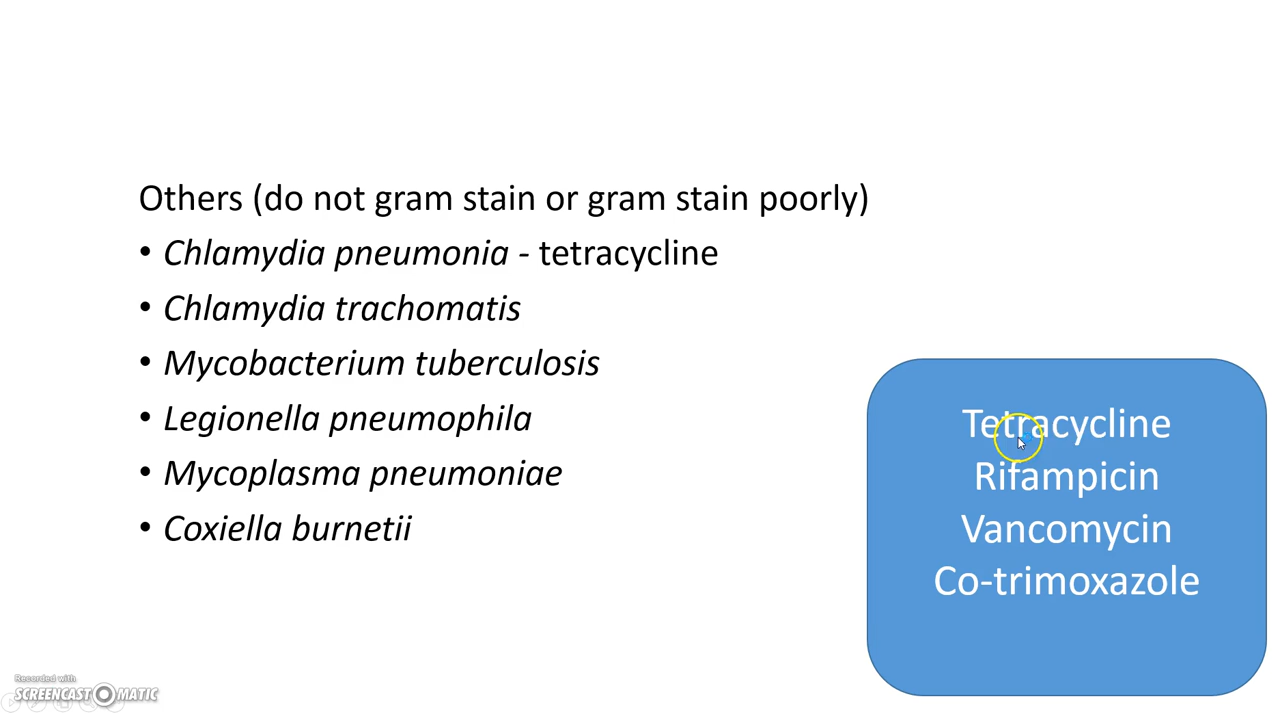 Others (do not gram stain or gram stain poorly)
• Chlamydia pneumonia - tetracycline
• Chlamydia trachomatis
• Mycobacterium tuberculosis
• Legionella pneumophila
• Mycoplasma pneumoniae
• Coxiella burnetii
Tetracycline
Rifampicin
Vancomycin
Co-trimoxazole
Recorded with
SCREENCAST-O-MATIC